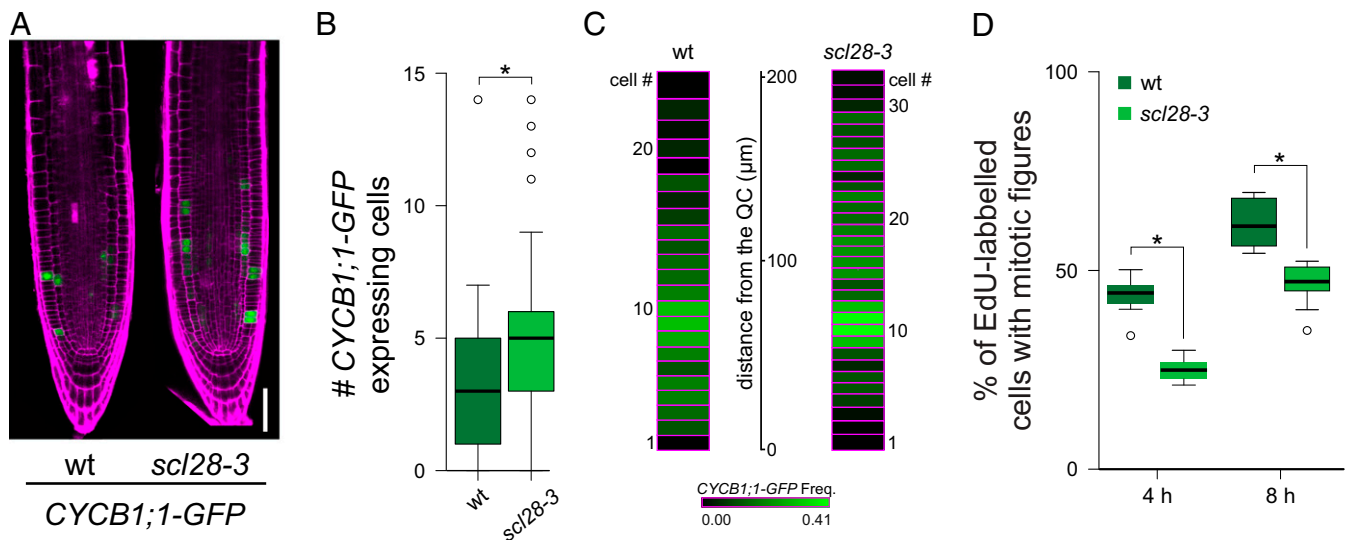 A
wt
scl28-3
CYCB1;1-GFP
B
# CYCB1;1-GFP
expressing cells
15
10
5
0
*
wt
scl28-3
C
wt
scl28-3
cell #
20
10
1
distance from the QC (µm)
200
100
0
cell #
30
20
10
1
CYCB1;1-GFP Freq.
0.00
0.41
D
% of EdU-labbelled
cells with mitotic figures
100
50
0
wt
scl28-3
*
*
4 h
8 h